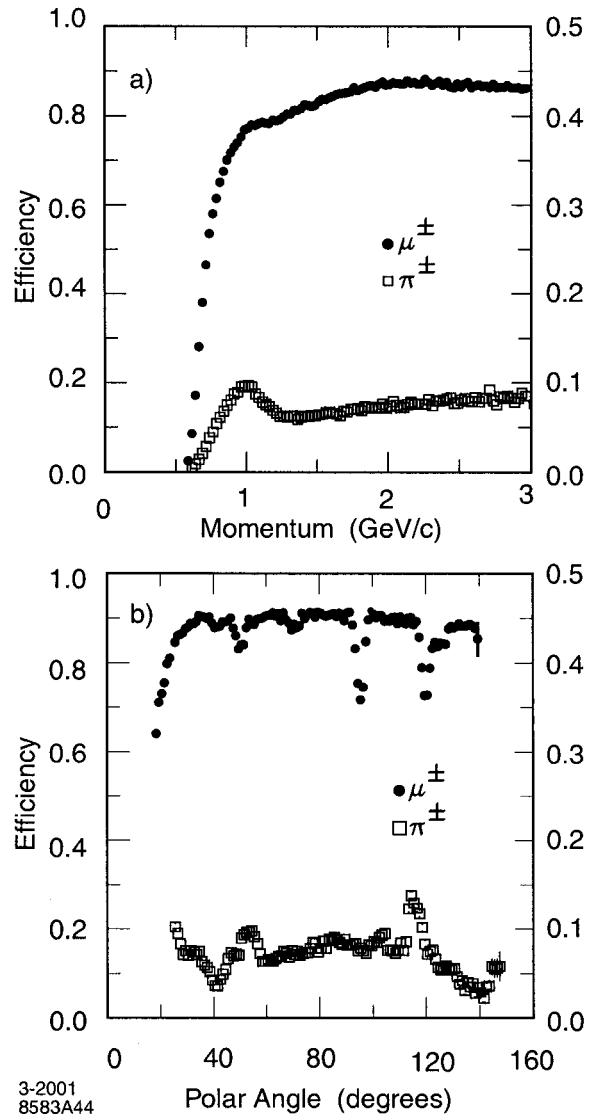 1.0 0.5
a)
0.8 0.4
0.6 0.3
μ±
π±
0.4 0.2
0.2 0.1
0.0 0.0
Efficiency
0 1 2 3
Momentum (GeV/c)
1.0 0.5
b)
0.8 0.4
0.6 0.3
μ±
π±
0.4 0.2
0.2 0.1
0.0 0.0
Efficiency
0 40 80 120 160
Polar Angle (degrees)
3-2001
8583A44